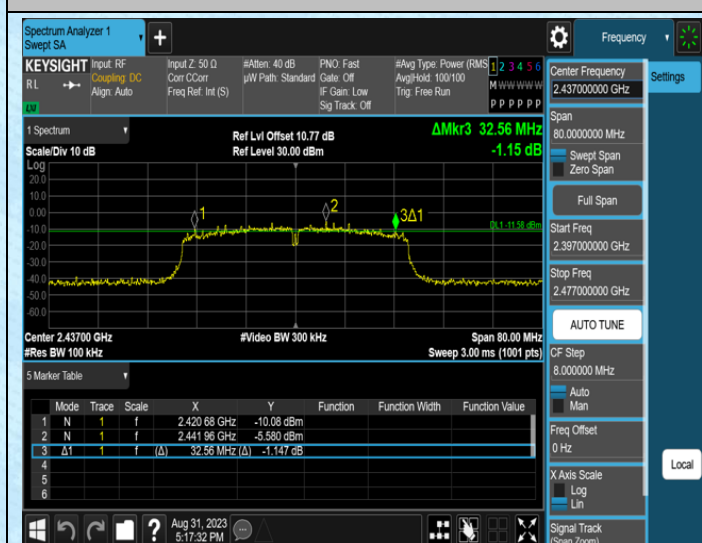 Spectrum Analyzer 1
Swept SA
+
Frequency
KEYSIGHT
RL
Input: RF
Coupling: DC
Align: Auto
Input Z: 50 Ω
Corr CCorr
Freq Ref: Int (S)
#Atten: 40 dB
µW Path: Standard
PNO: Fast
Gate: Off
IF Gain: Low
Sig Track: Off
#Avg Type: Power (RMS
Avg|Hold: 100/100
Trig: Free Run
1 2 3 4 5 6
M W W W W W
P P P P P P
1 Spectrum
Scale/Div 10 dB
Ref Lvl Offset 10.77 dB
Ref Level 30.00 dBm
ΔMkr3 32.56 MHz
-1.15 dB
Log
20.0
10.0
0.00
-10.0
-20.0
-30.0
-40.0
-50.0
-60.0
1
2
3Δ1
DL1 -11.58 dBm
Center 2.43700 GHz
#Video BW 300 kHz
Span 80.00 MHz
#Res BW 100 kHz
Sweep 3.00 ms (1001 pts)
5 Marker Table
Mode Trace Scale X Y Function Function Width Function Value
1 N 1 f 2.420 68 GHz -10.08 dBm
2 N 1 f 2.441 96 GHz -5.580 dBm
3 Δ1 1 f (Δ) 32.56 MHz (Δ) -1.147 dB
4
5
6
Aug 31, 2023
5:17:32 PM
Center Frequency
2.437000000 GHz
Settings
Span
80.0000000 MHz
Swept Span
Zero Span
Full Span
Start Freq
2.397000000 GHz
Stop Freq
2.477000000 GHz
AUTO TUNE
CF Step
8.000000 MHz
Auto
Man
Freq Offset
0 Hz
X Axis Scale
Log
Lin
Local
Signal Track
(Span Zoom)